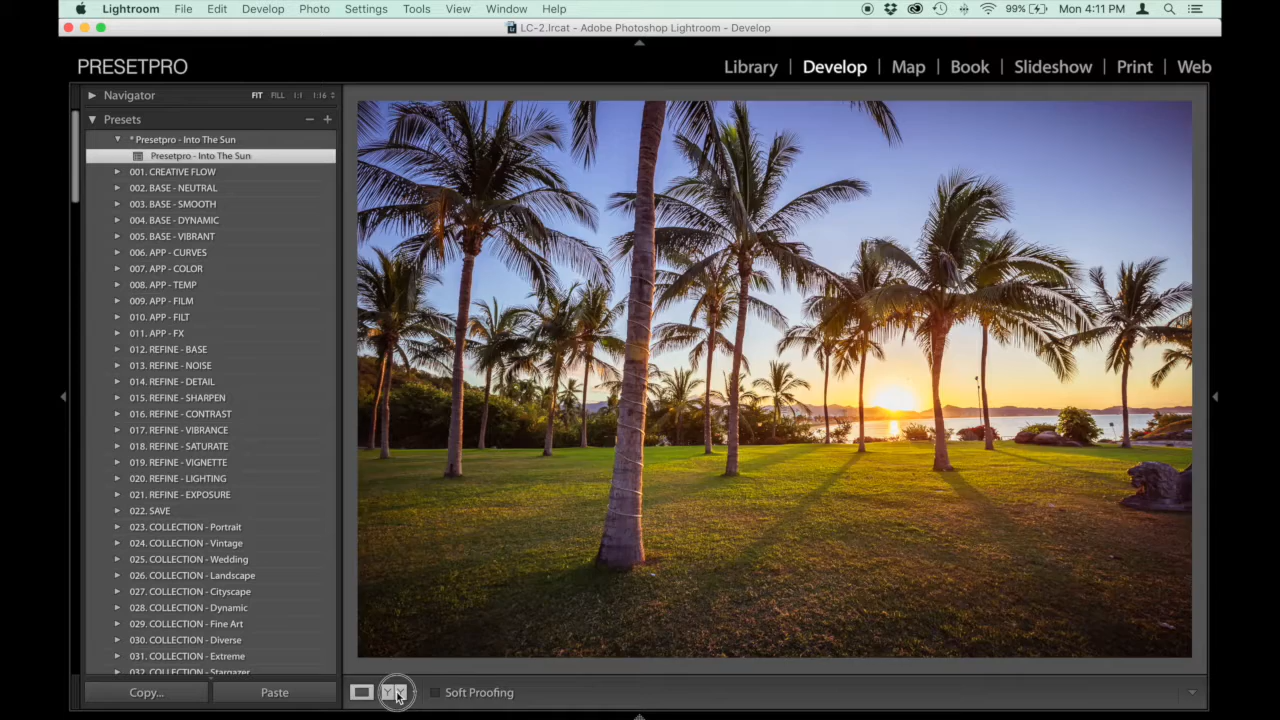 Lightroom File Edit Develop Photo Settings Tools View Window Help 99% Mon 4:11 PM
LC-2.lrcat - Adobe Photoshop Lightroom - Develop
PRESETPRO Library | Develop | Map | Book | Slideshow | Print | Web
Navigator FIT FILL 1:1 1:16
Presets
* Presetpro - Into The Sun
Presetpro - Into The Sun
001. CREATIVE FLOW
002. BASE - NEUTRAL
003. BASE - SMOOTH
004. BASE - DYNAMIC
005. BASE - VIBRANT
006. APP - CURVES
007. APP - COLOR
008. APP - TEMP
009. APP - FILM
010. APP - FILT
011. APP - FX
012. REFINE - BASE
013. REFINE - NOISE
014. REFINE - DETAIL
015. REFINE - SHARPEN
016. REFINE - CONTRAST
017. REFINE - VIBRANCE
018. REFINE - SATURATE
019. REFINE - VIGNETTE
020. REFINE - LIGHTING
021. REFINE - EXPOSURE
022. SAVE
023. COLLECTION - Portrait
024. COLLECTION - Vintage
025. COLLECTION - Wedding
026. COLLECTION - Landscape
027. COLLECTION - Cityscape
028. COLLECTION - Dynamic
029. COLLECTION - Fine Art
030. COLLECTION - Diverse
031. COLLECTION - Extreme
032. COLLECTION - Stargazer
Copy... Paste Y Y Soft Proofing